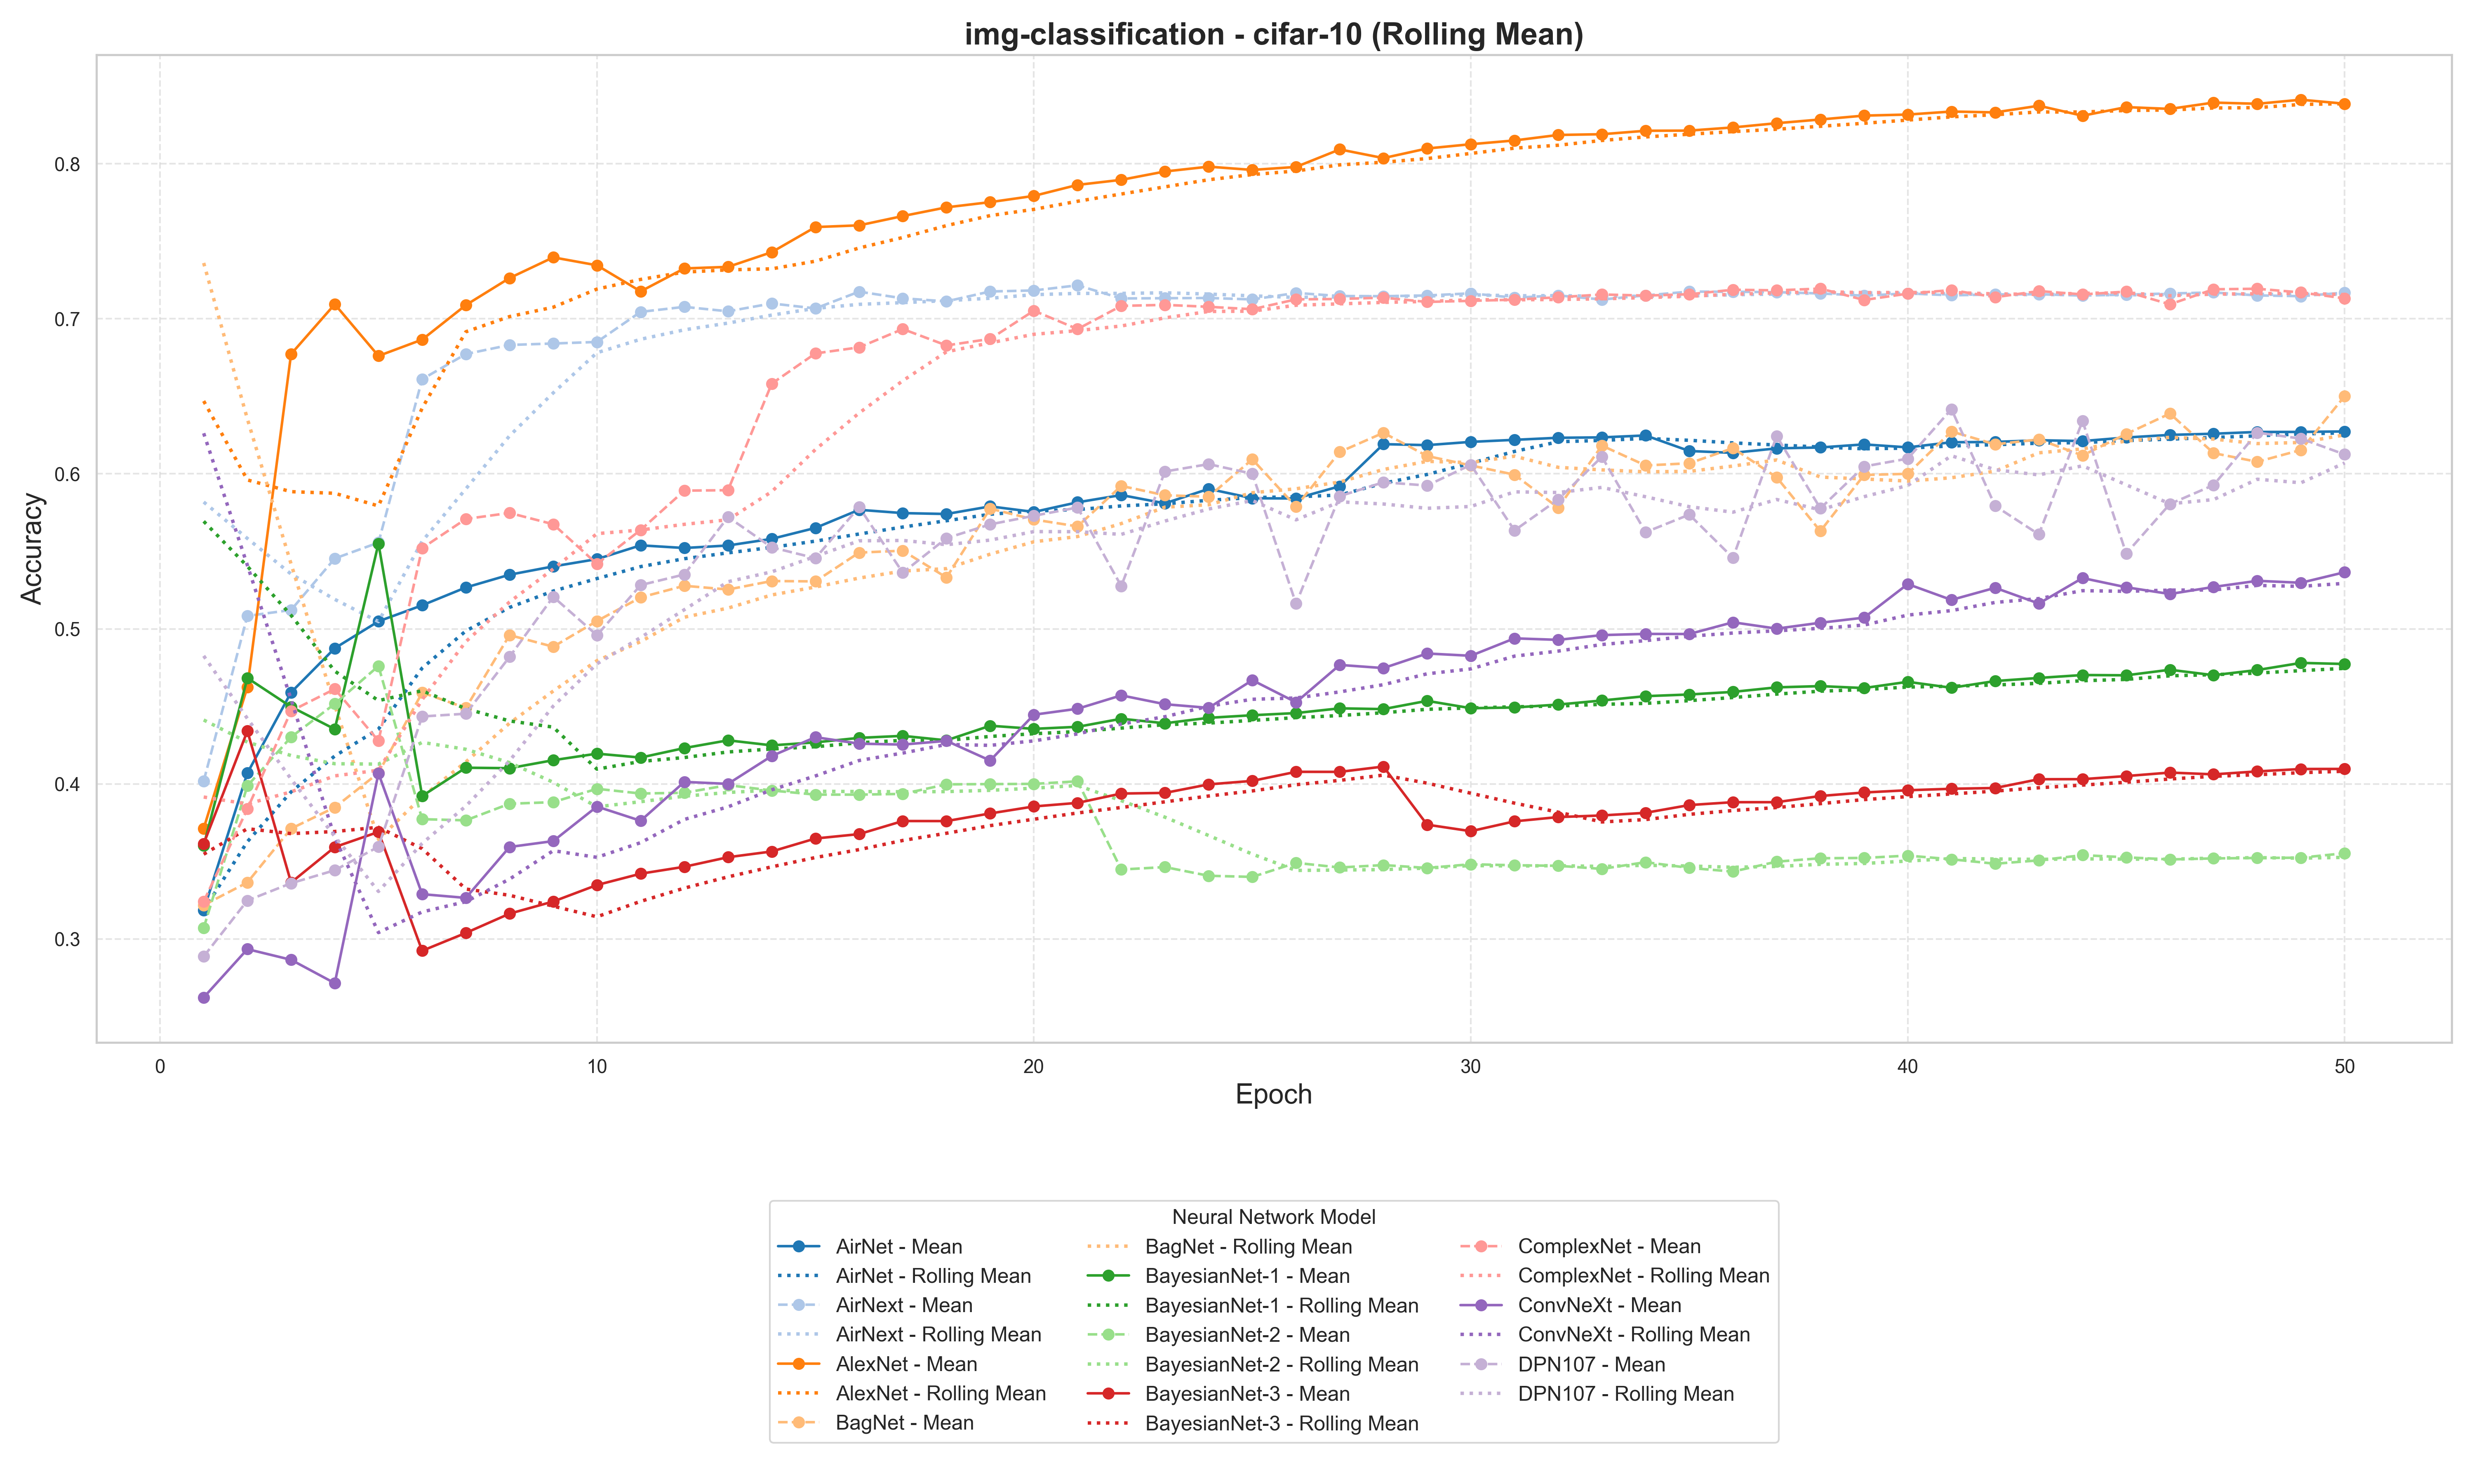 img-classification - cifar-10 (Rolling Mean)
Accuracy
0.8
0.7
0.6
0.5
0.4
0.3
0
10
20
30
40
50
Epoch
Neural Network Model
AirNet - Mean
AirNet - Rolling Mean
AirNext - Mean
AirNext - Rolling Mean
AlexNet - Mean
AlexNet - Rolling Mean
BagNet - Mean
BagNet - Rolling Mean
BayesianNet-1 - Mean
BayesianNet-1 - Rolling Mean
BayesianNet-2 - Mean
BayesianNet-2 - Rolling Mean
BayesianNet-3 - Mean
BayesianNet-3 - Rolling Mean
ComplexNet - Mean
ComplexNet - Rolling Mean
ConvNeXt - Mean
ConvNeXt - Rolling Mean
DPN107 - Mean
DPN107 - Rolling Mean